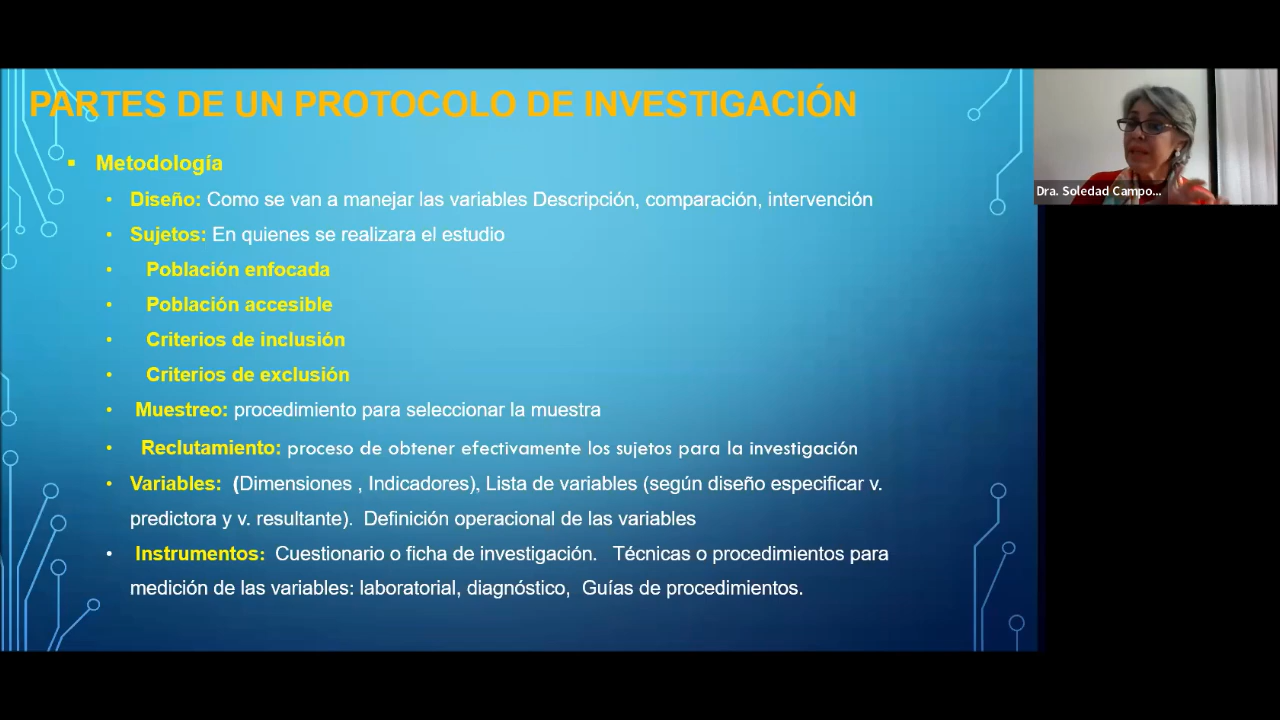 PARTES DE UN PROTOCOLO DE INVESTIGACIÓN
Metodología
Diseño: Como se van a manejar las variables Descripción, comparación, intervención
Sujetos: En quienes se realizara el estudio
Población enfocada
Población accesible
Criterios de inclusión
Criterios de exclusión
Muestreo: procedimiento para seleccionar la muestra
Reclutamiento: proceso de obtener efectivamente los sujetos para la investigación
Variables: (Dimensiones , Indicadores), Lista de variables (según diseño especificar v.
predictora y v. resultante). Definición operacional de las variables
Instrumentos: Cuestionario o ficha de investigación. Técnicas o procedimientos para
medición de las variables: laboratorial, diagnóstico, Guías de procedimientos.
Dra. Soledad Campo...